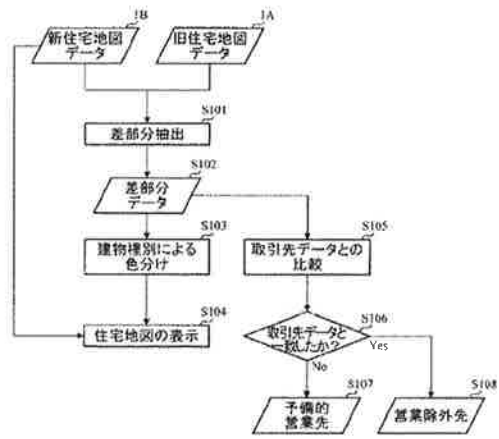 1B
1A
新住宅地図
データ
旧住宅地図
データ
S101
差部分抽出
S102
差部分
データ
S103
建物種別による
色分け
S105
取引先データとの
比較
S104
住宅地図の表示
S106
取引先データと
一致したか?
Yes
No
S107
予備的
営業先
S108
営業除外先